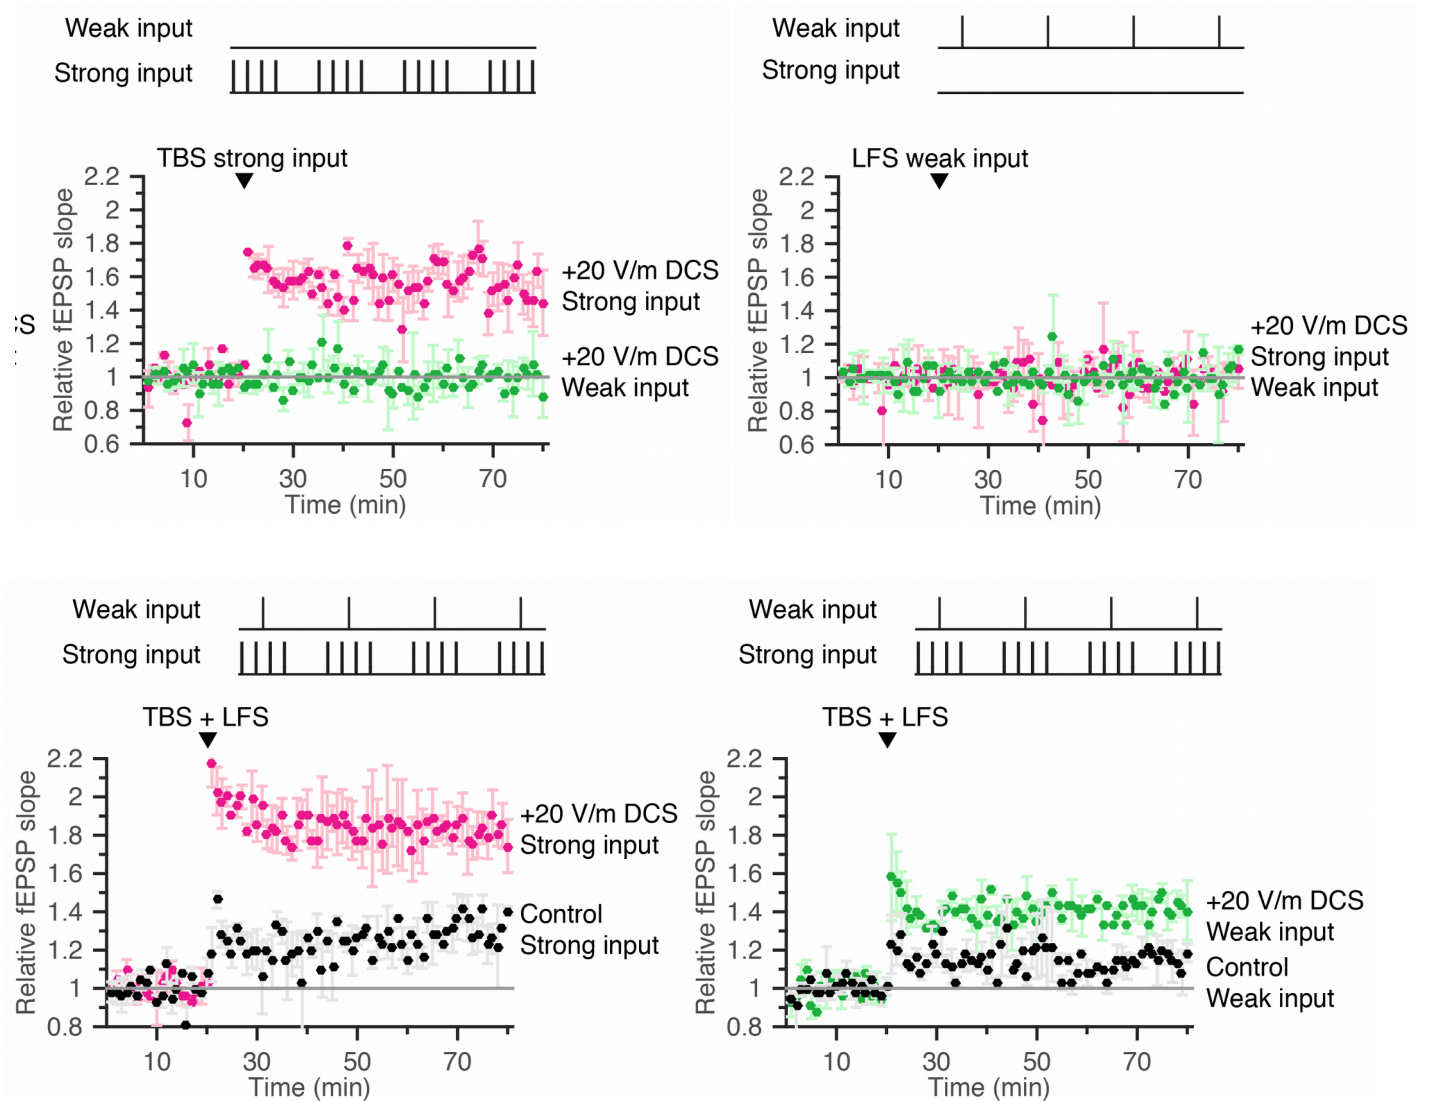 Weak input
Strong input
TBS strong input
2.2
2
1.8
1.6
1.4
1.2
1
0.8
0.6
Relative fEPSP slope
10 30 50 70
Time (min)
+20 V/m DCS
Strong input
+20 V/m DCS
Weak input
Weak input
Strong input
LFS weak input
2.2
2
1.8
1.6
1.4
1.2
1
0.8
0.6
Relative fEPSP slope
10 30 50 70
Time (min)
+20 V/m DCS
Strong input
Weak input
Weak input
Strong input
TBS + LFS
2.2
2
1.8
1.6
1.4
1.2
1
0.8
Relative fEPSP slope
10 30 50 70
Time (min)
+20 V/m DCS
Strong input
Control
Strong input
Weak input
Strong input
TBS + LFS
2.2
2
1.8
1.6
1.4
1.2
1
0.8
Relative fEPSP slope
10 30 50 70
Time (min)
+20 V/m DCS
Weak input
Control
Weak input